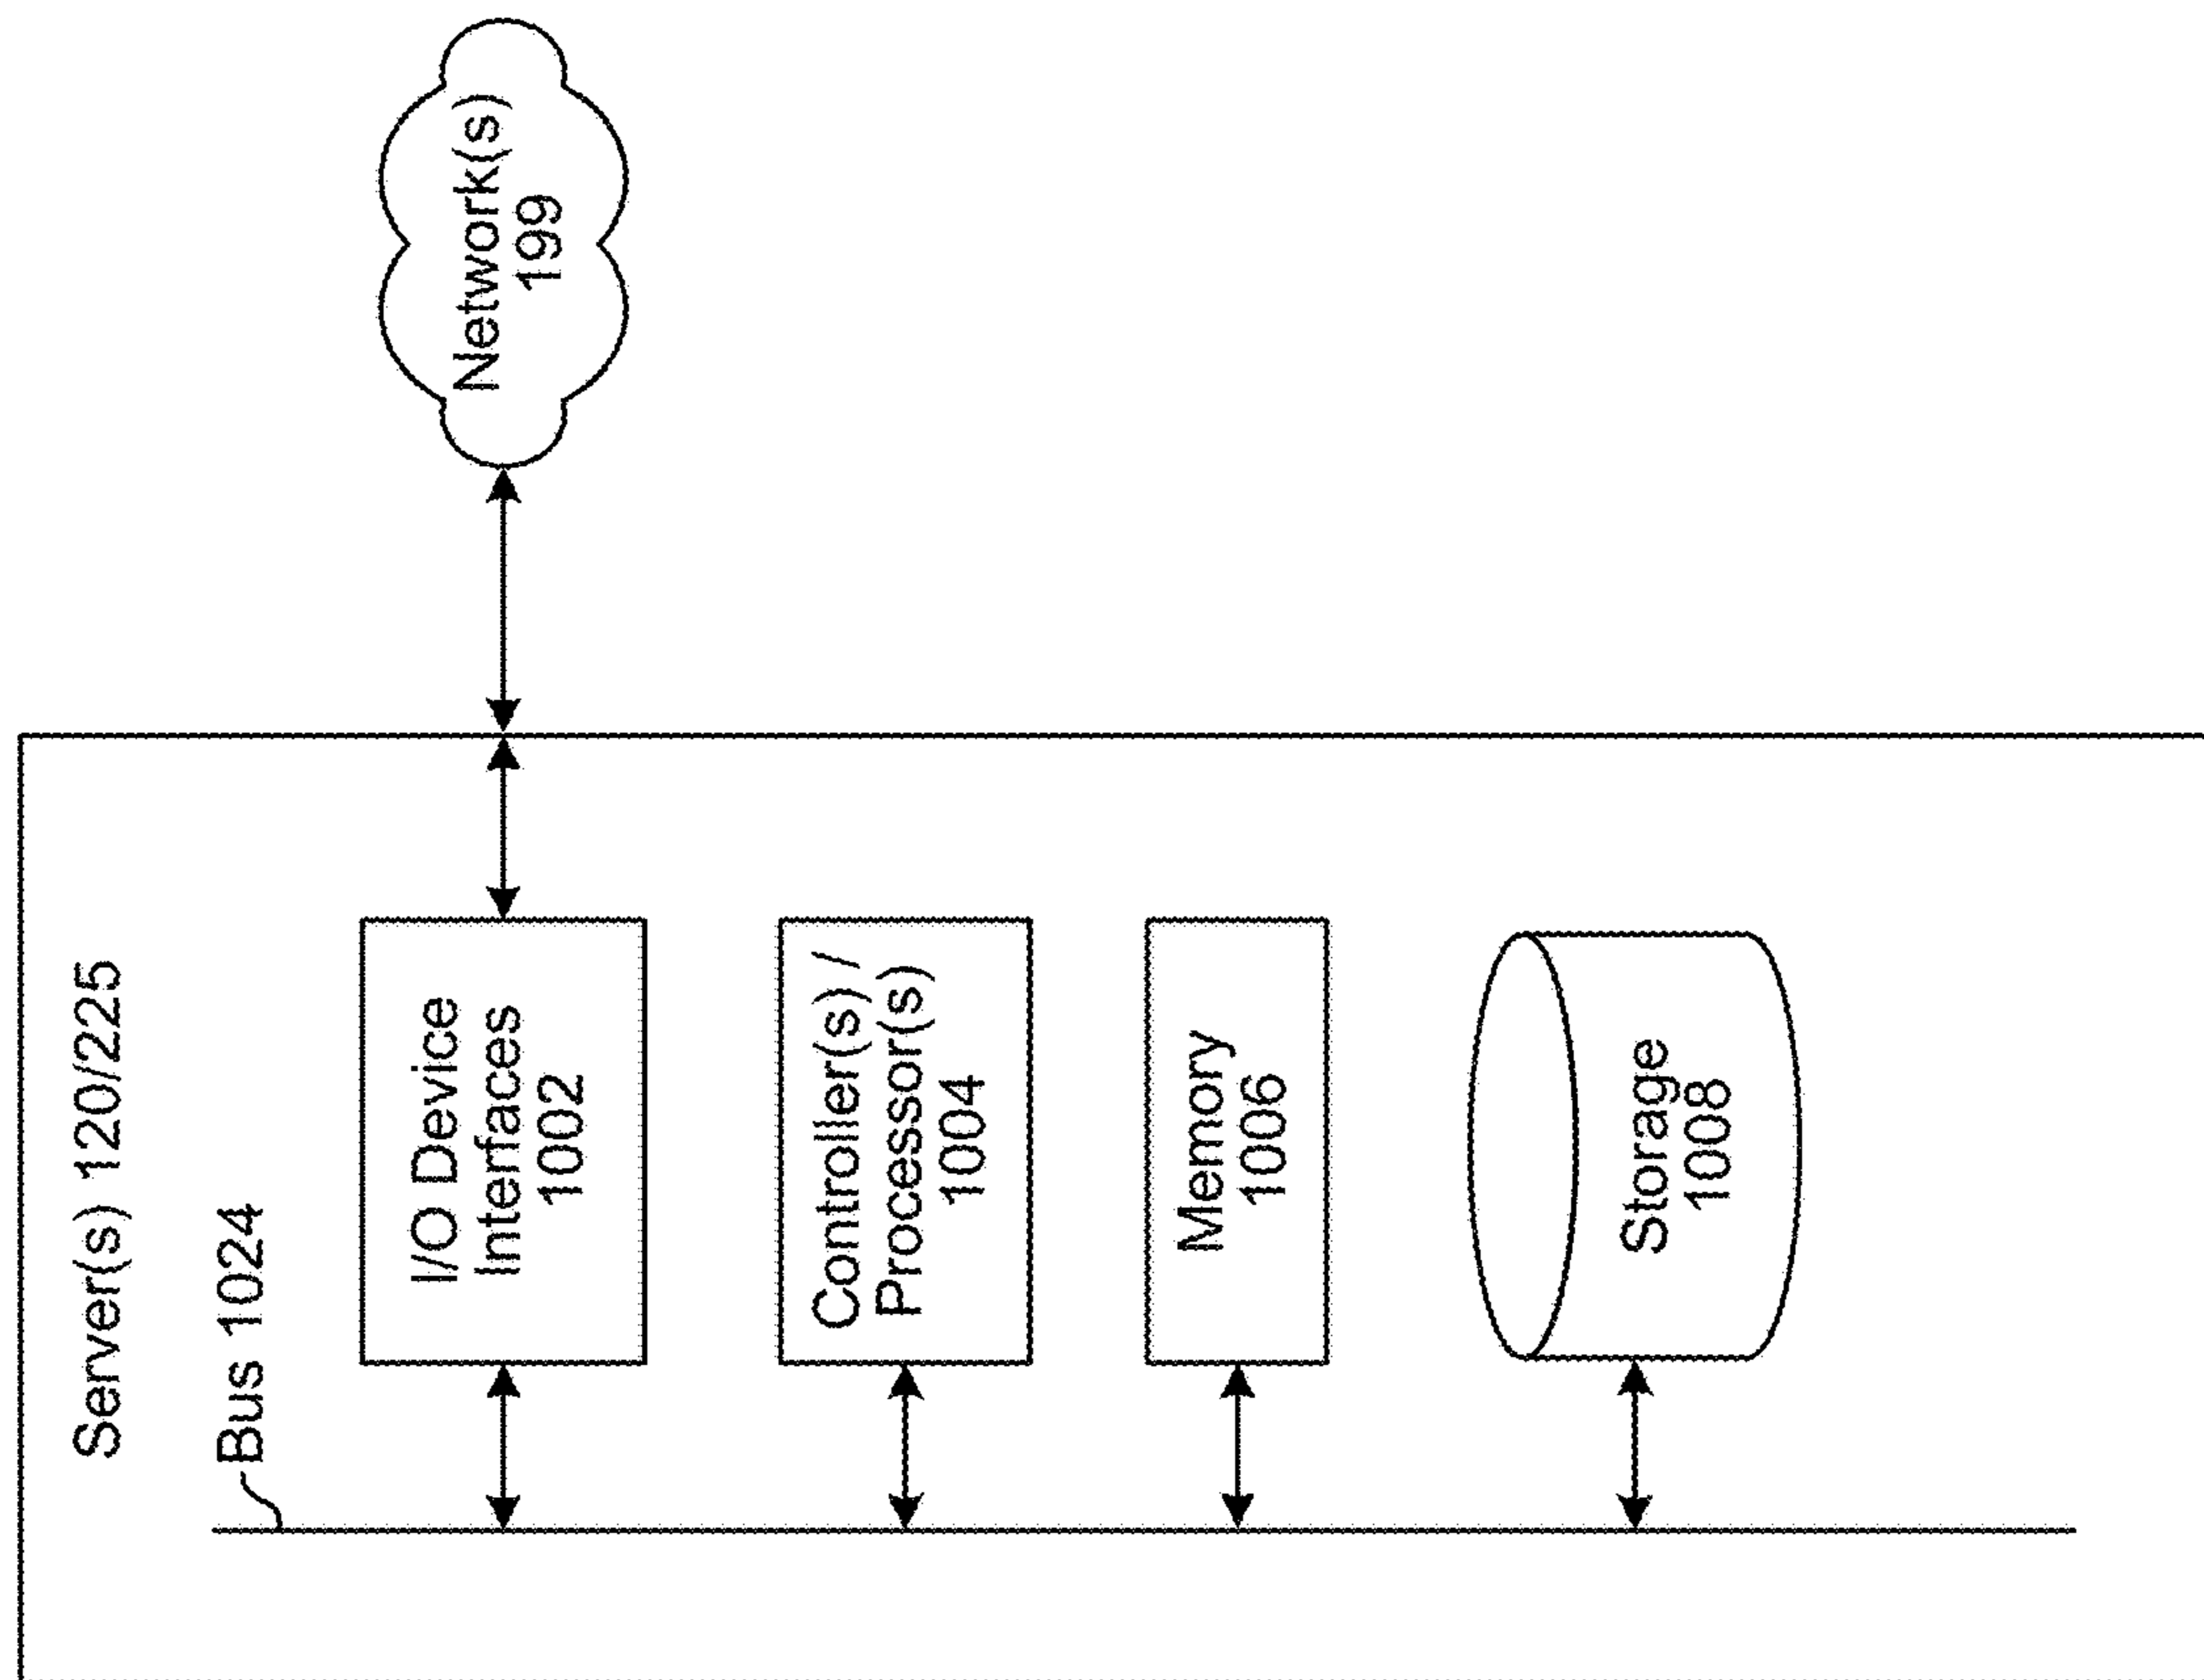 Server(s) 120/225
Bus 1024
I/O Device
Interfaces
1002
Network(s)
199
Controller(s) /
Processor(s)
1004
Memory
1006
Storage
1008